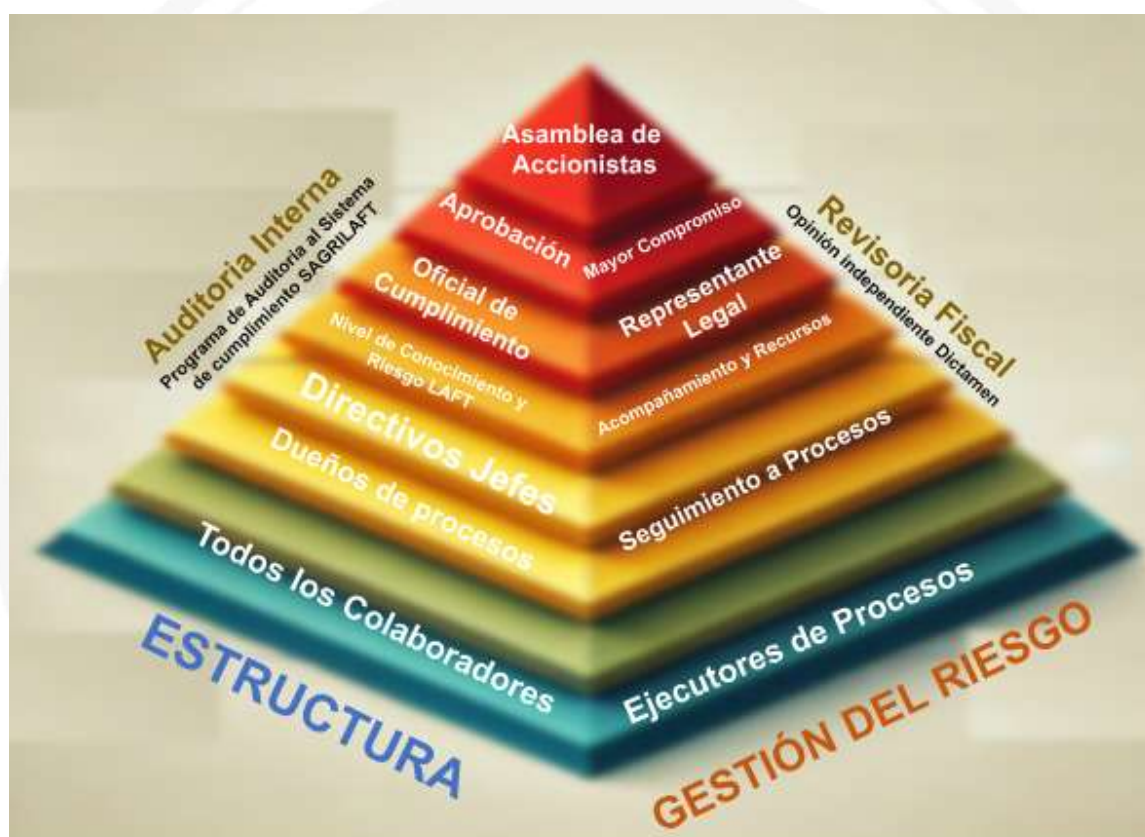 Asamblea de
Accionistas
Aprobación
Mayor Compromiso
Oficial de
Cumplimiento
Representante
Legal
Nivel de Conocimiento y
Riesgo LAFT
Acompañamiento y Recursos
Directivos Jefes
Dueños de procesos
Seguimiento a Procesos
Todos los Colaboradores
Ejecutores de Procesos
Auditoria Interna
Programa de Auditoria al Sistema
de cumplimiento SAGRILAFT
Revisoria Fiscal
Opinión independiente Dictamen
ESTRUCTURA
GESTIÓN DEL RIESGO